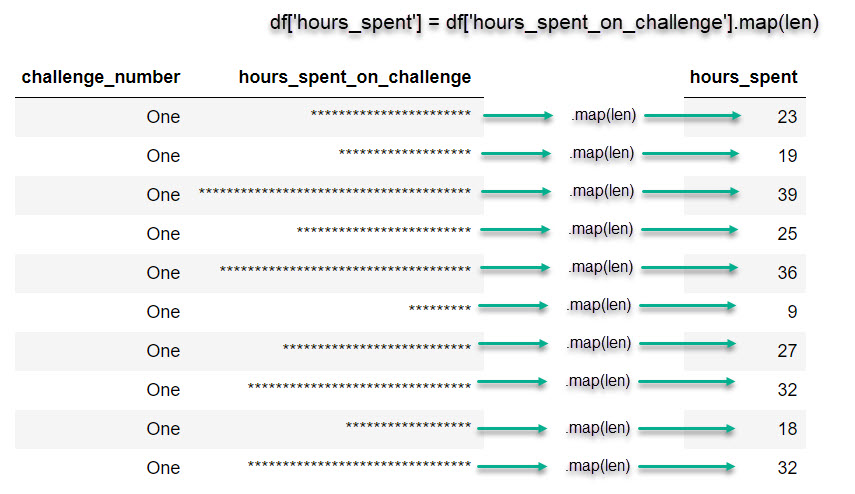 df['hours_spent'] = df['hours_spent_on_challenge'].map(len)
challenge_number hours_spent_on_challenge hours_spent
One *********************** .map(len) 23
One ******************* .map(len) 19
One *************************************** .map(len) 39
One ************************* .map(len) 25
One ************************************ .map(len) 36
One ********* .map(len) 9
One *************************** .map(len) 27
One ******************************** .map(len) 32
One ****************** .map(len) 18
One ******************************** .map(len) 32